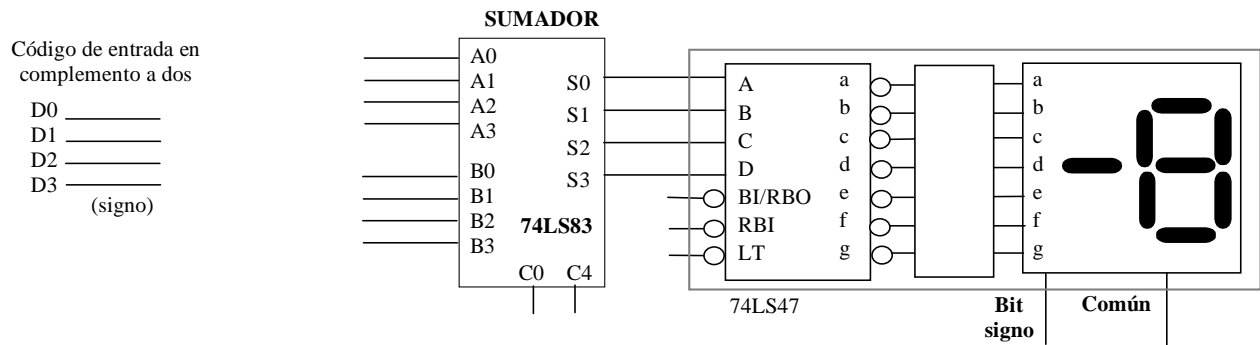 SUMADOR
Código de entrada en
complemento a dos
D0
D1
D2
D3
(signo)
A0
A1
A2
A3
B0
B1
B2
B3
S0
S1
S2
S3
74LS83
C0 C4
A
B
C
D
BI/RBO
RBI
LT
a
b
c
d
e
f
g
74LS47
a
b
c
d
e
f
g
Bit
signo
Común